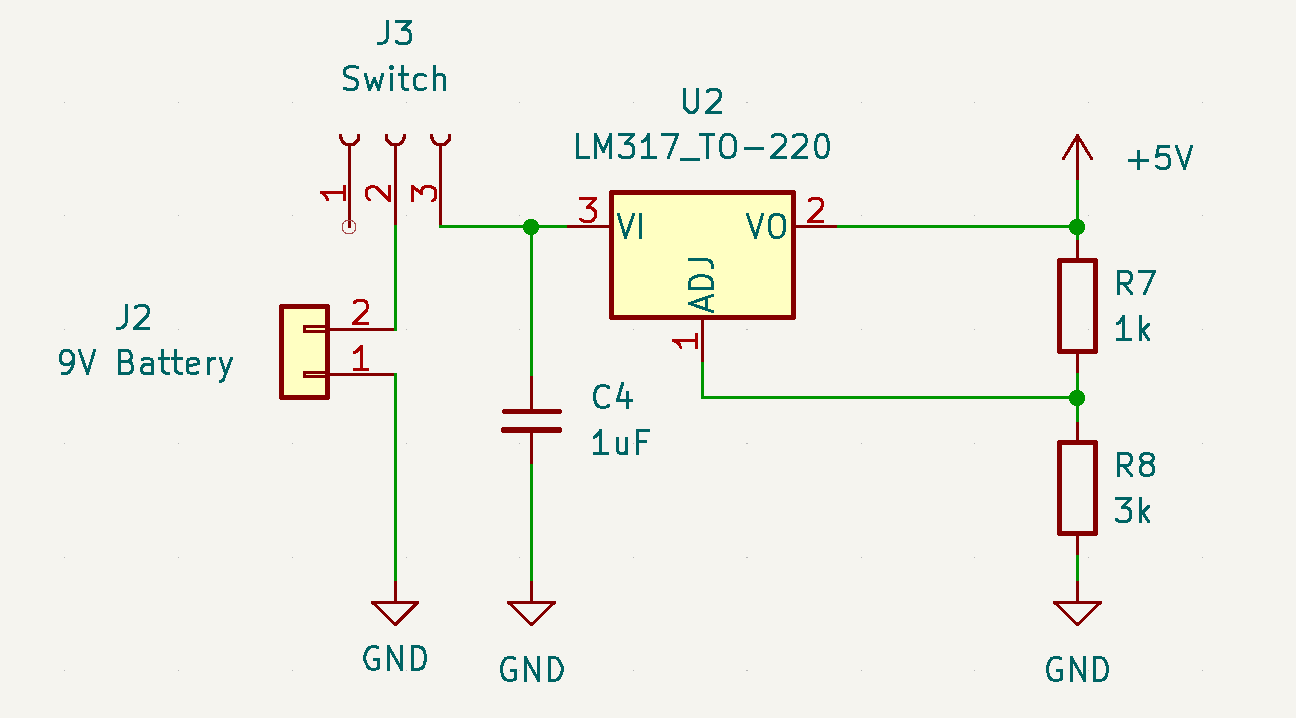 J3
Switch
1
2
3
U2
LM317_TO-220
3
VI
VO
2
ADJ
1
+5V
R7
1k
J2
9V Battery
2
1
C4
1uF
R8
3k
GND
GND
GND